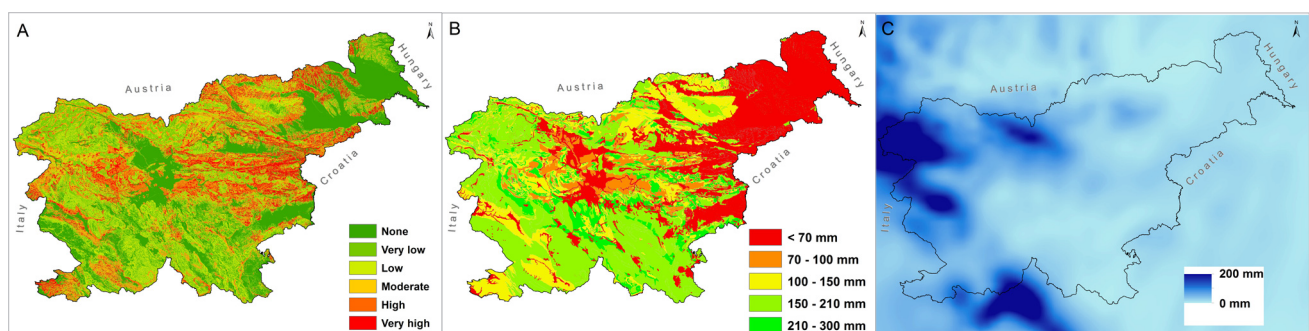 A
N
Austria
Hungary
Croatia
Italy
None
Very low
Low
Moderate
High
Very high
B
N
Austria
Hungary
Croatia
Italy
< 70 mm
70 - 100 mm
100 - 150 mm
150 - 210 mm
210 - 300 mm
C
N
Austria
Hungary
Croatia
Italy
200 mm
0 mm